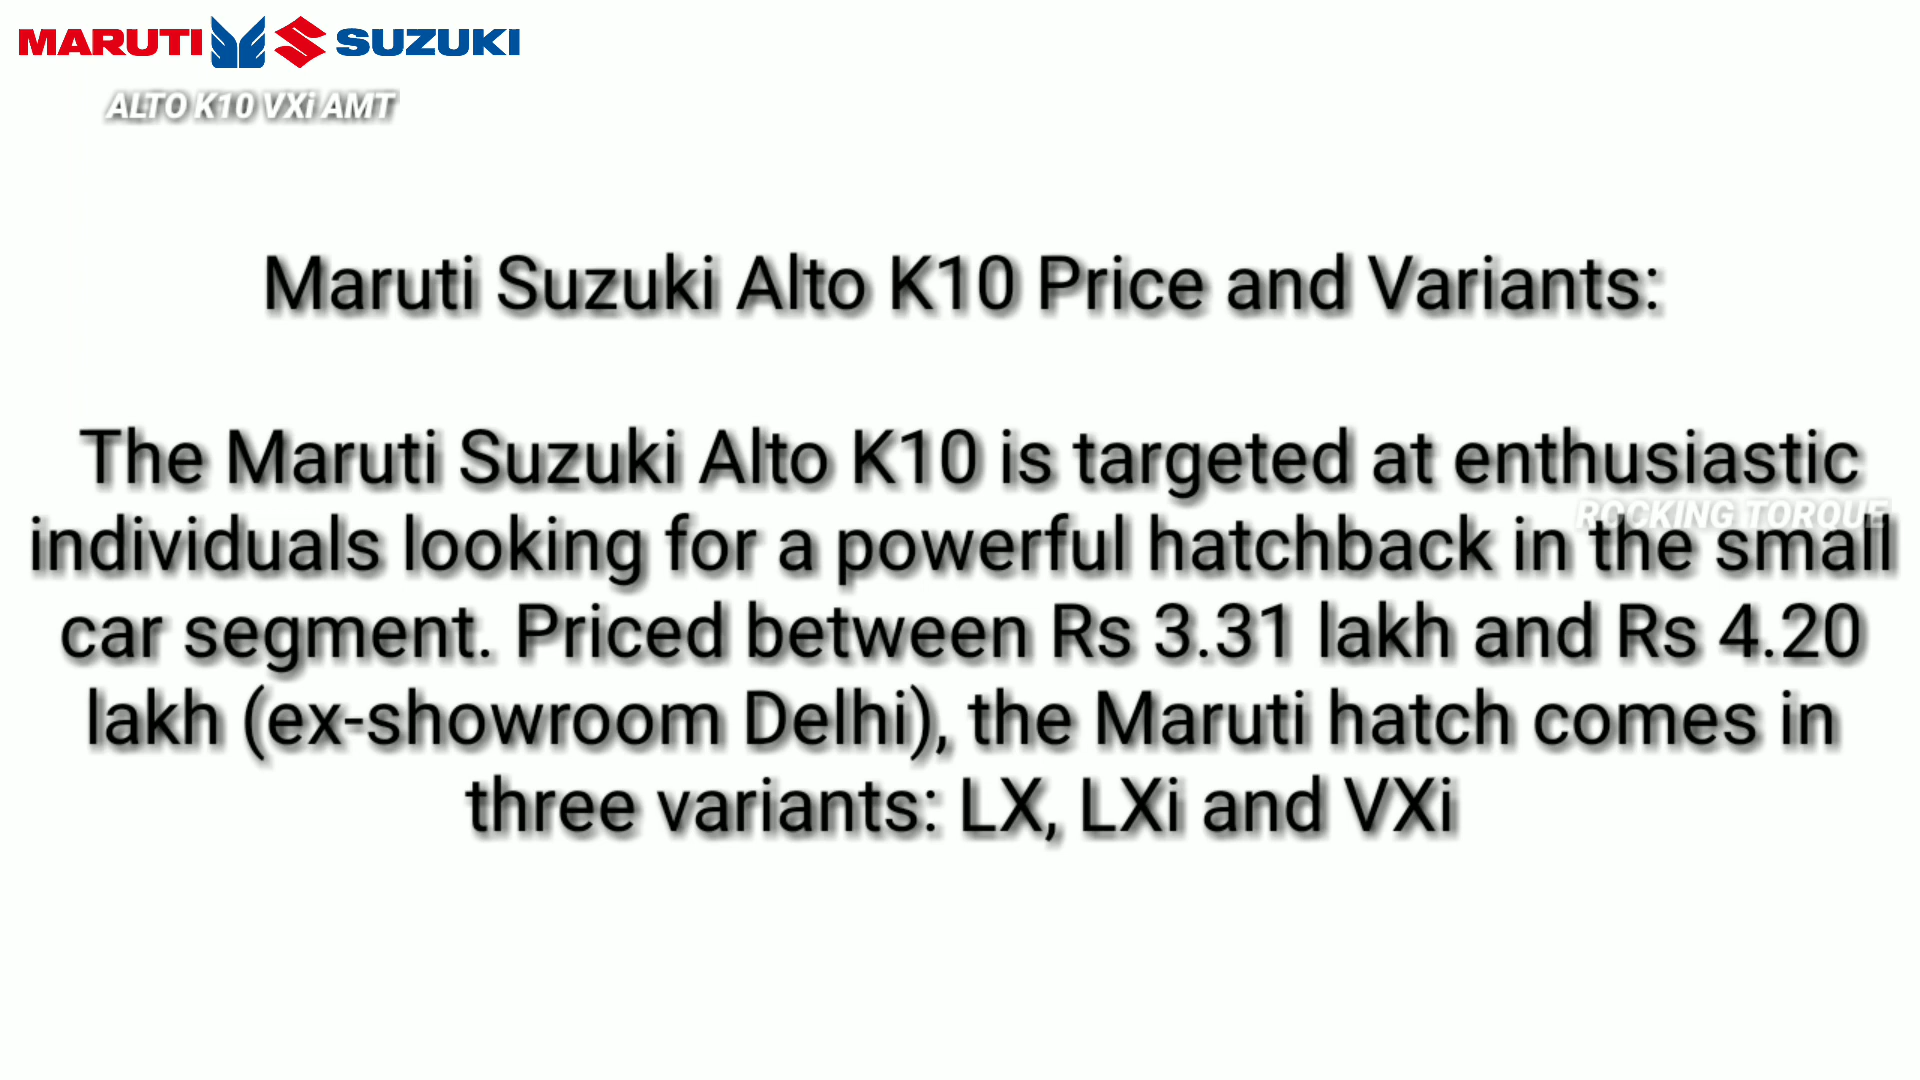 MARUTI SUZUKI
ALTO K10 VXi AMT
Maruti Suzuki Alto K10 Price and Variants:
The Maruti Suzuki Alto K10 is targeted at enthusiastic
ROCKING TORQUE
individuals looking for a powerful hatchback in the small
car segment. Priced between Rs 3.31 lakh and Rs 4.20
lakh (ex-showroom Delhi), the Maruti hatch comes in
three variants: LX, LXi and VXi